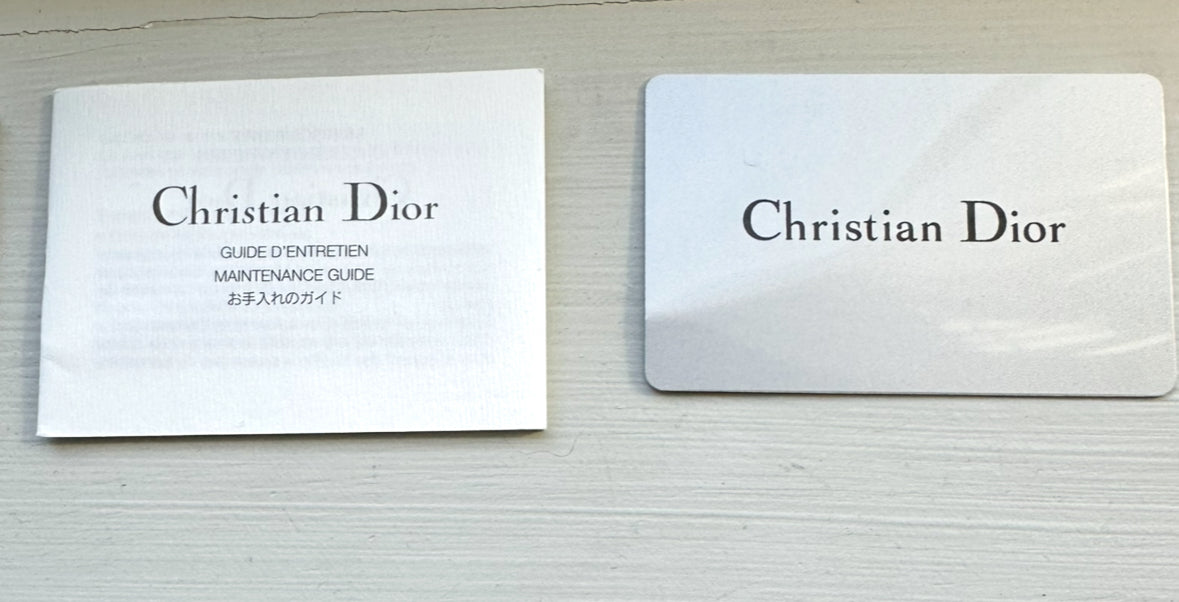 Christian Dior
GUIDE D'ENTRETIEN
MAINTENANCE GUIDE
お手入れのガイド
Christian Dior